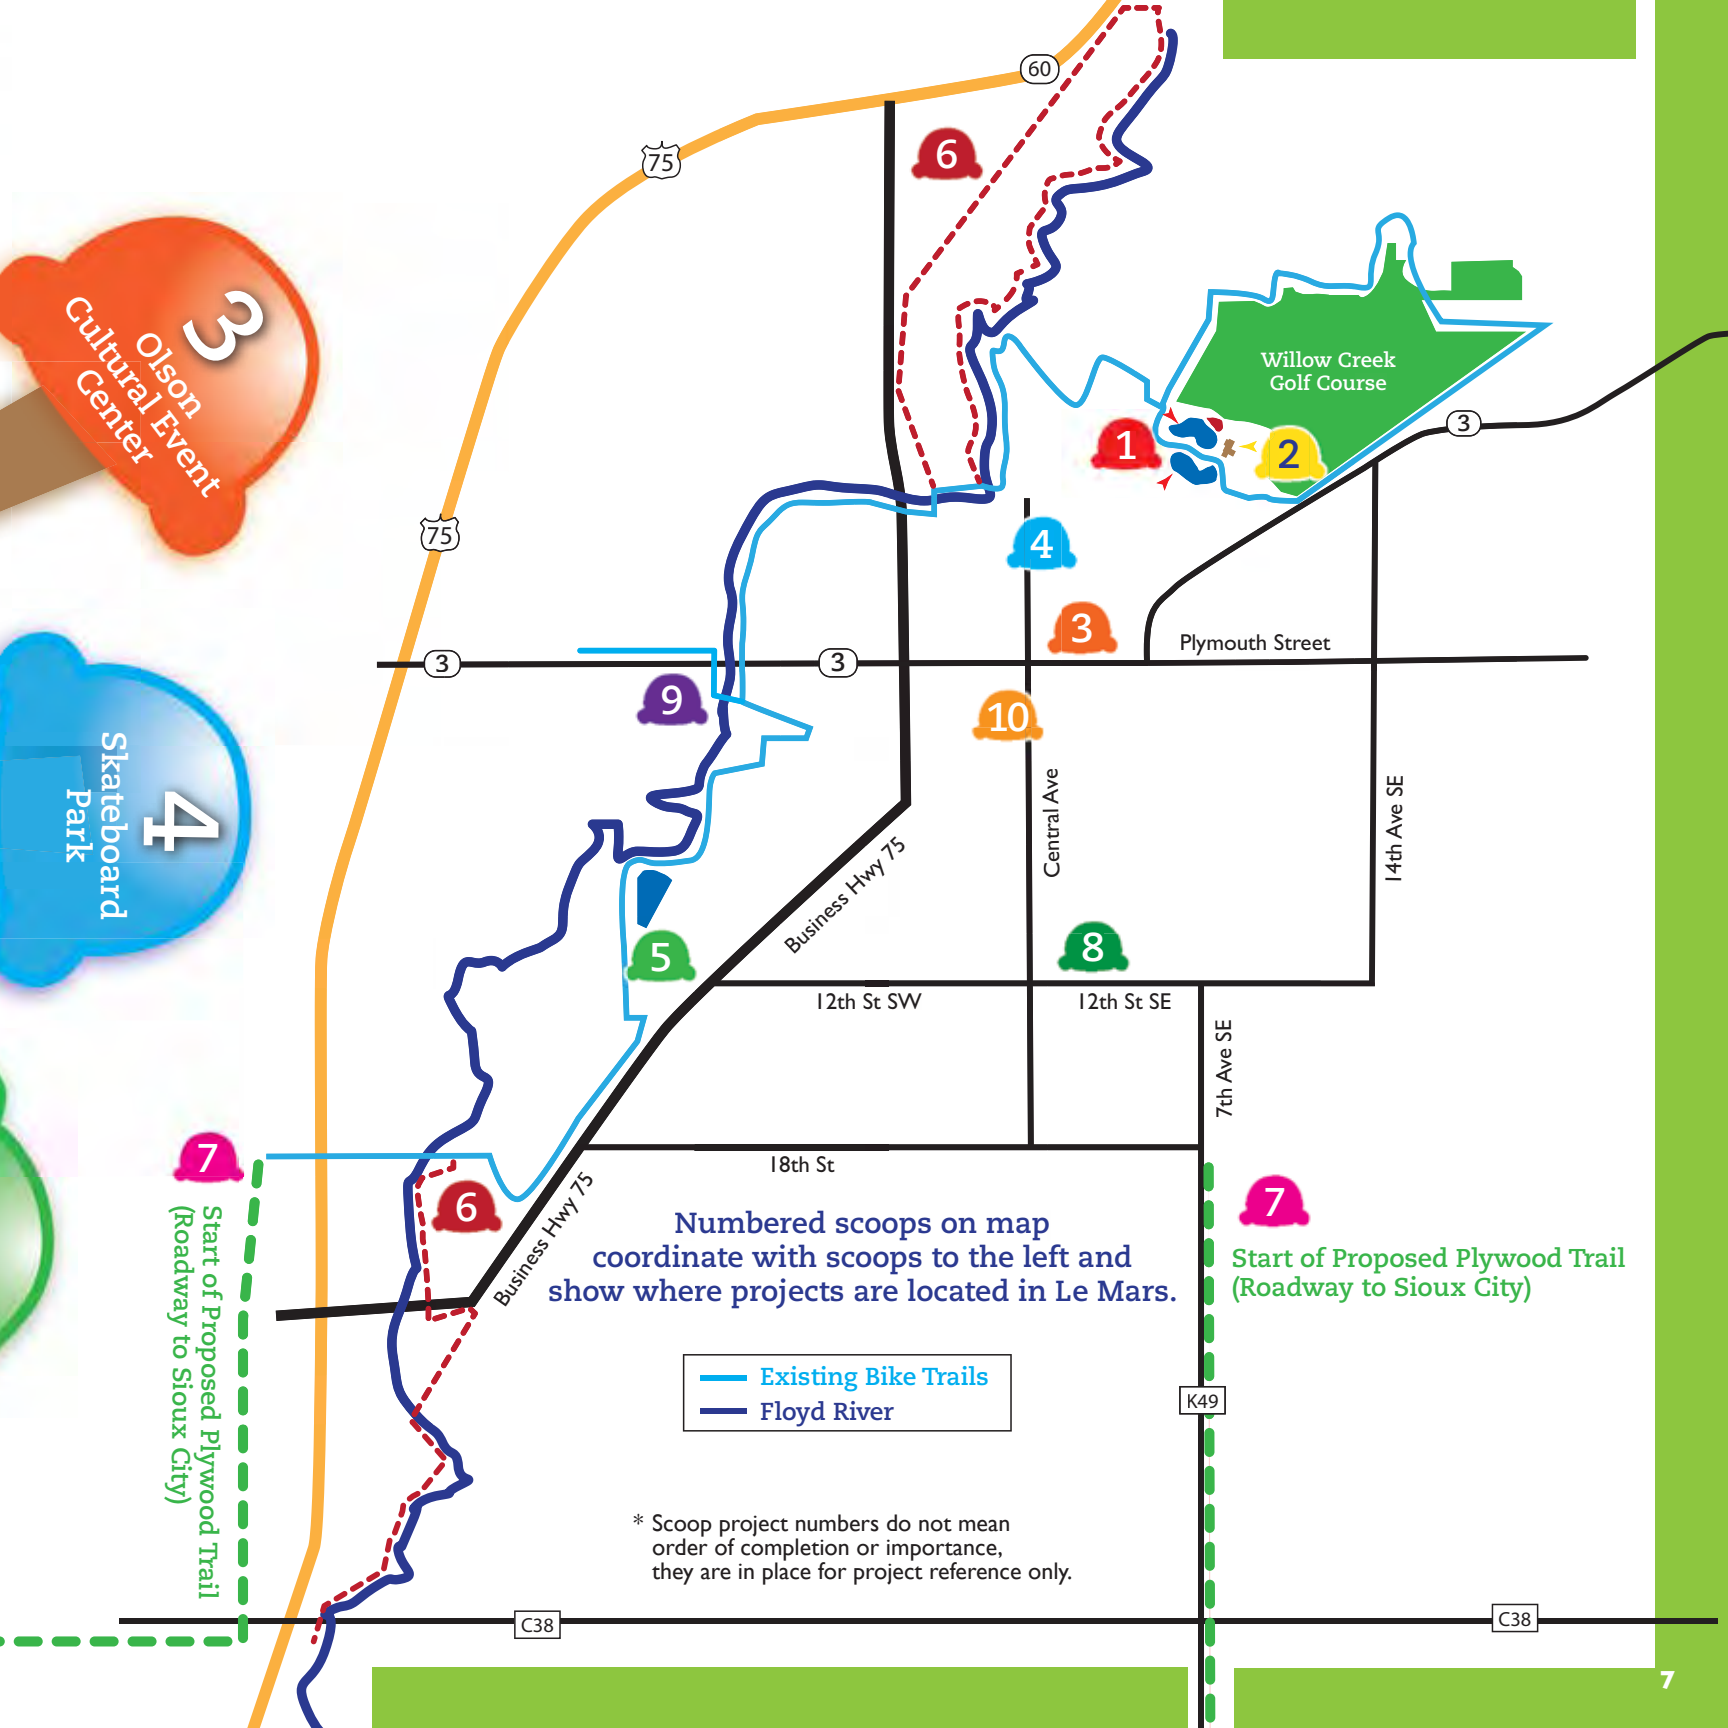 60
75
6
3
Olson
Cultural Event
Center
Willow Creek
Golf Course
3
1
2
75
4
3
Plymouth Street
3
3
9
10
4
Skateboard
Park
Central Ave
14th Ave SE
Business Hwy 75
5
8
12th St SW
12th St SE
7th Ave SE
7
18th St
6
Business Hwy 75
7
Start of Proposed Plywood Trail
(Roadway to Sioux City)
Numbered scoops on map
coordinate with scoops to the left and
show where projects are located in Le Mars.
Start of Proposed Plywood Trail
(Roadway to Sioux City)
Existing Bike Trails
Floyd River
K49
* Scoop project numbers do not mean
order of completion or importance,
they are in place for project reference only.
C38
C38
7